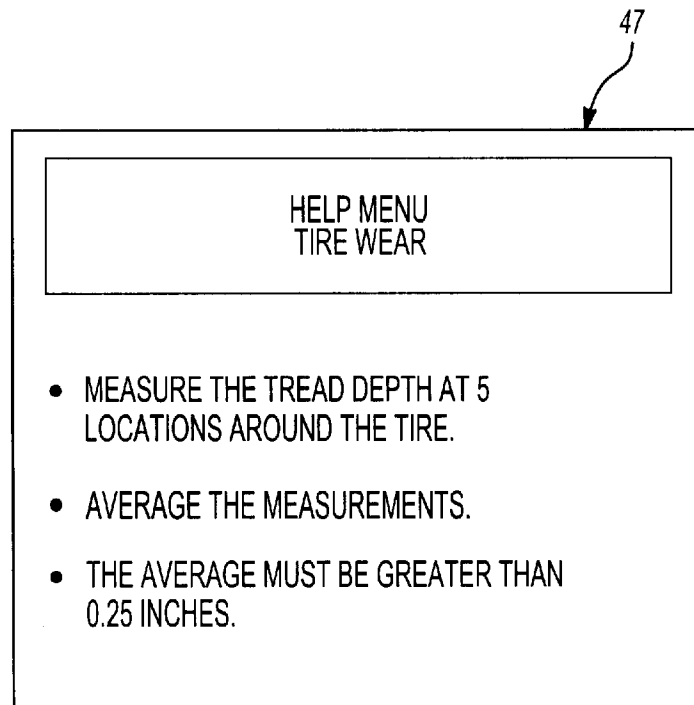 47
HELP MENU
TIRE WEAR
• MEASURE THE TREAD DEPTH AT 5
LOCATIONS AROUND THE TIRE.
• AVERAGE THE MEASUREMENTS.
• THE AVERAGE MUST BE GREATER THAN
0.25 INCHES.